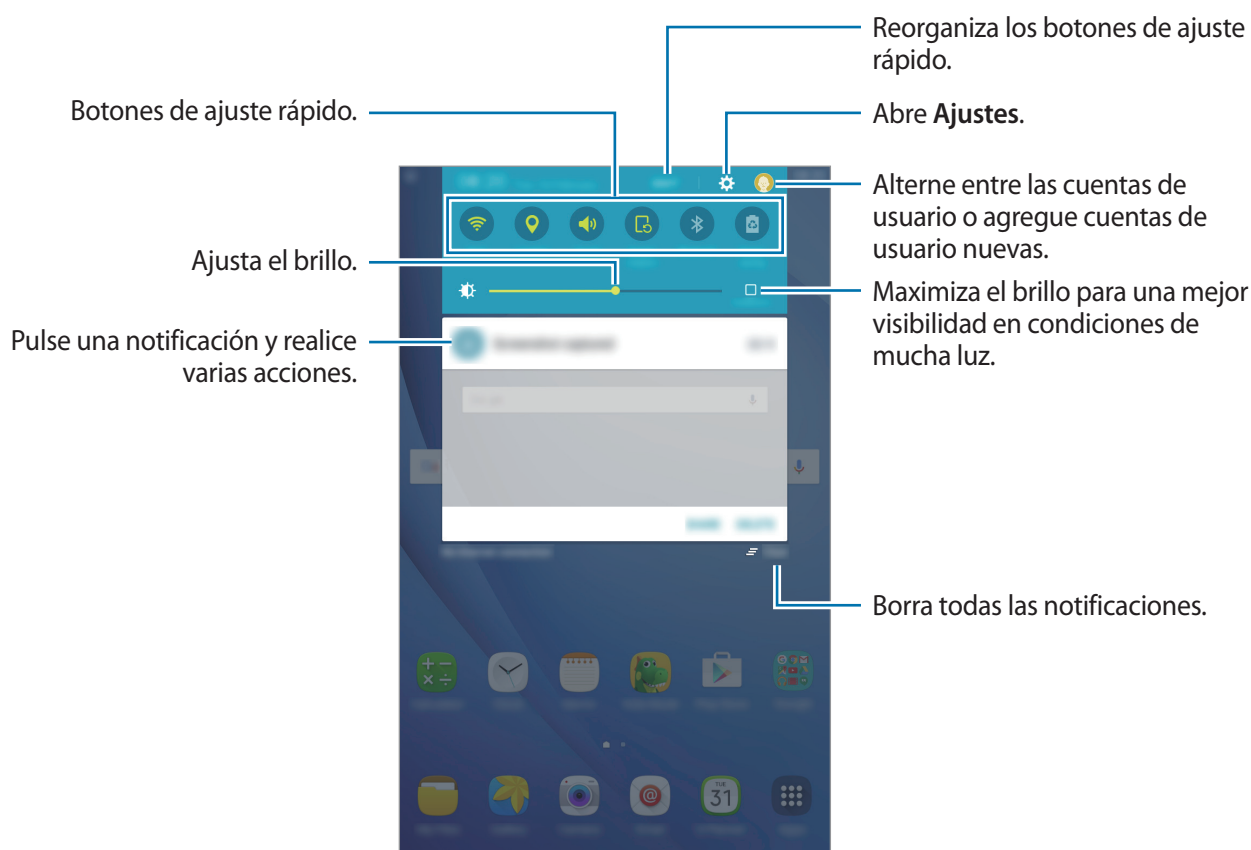 Reorganiza los botones de ajuste
rápido.
Botones de ajuste rápido.
Abre Ajustes.
Alterne entre las cuentas de
usuario o agregue cuentas de
usuario nuevas.
Ajusta el brillo.
Maximiza el brillo para una mejor
visibilidad en condiciones de
mucha luz.
Pulse una notificación y realice
varias acciones.
Borra todas las notificaciones.
TUE
31